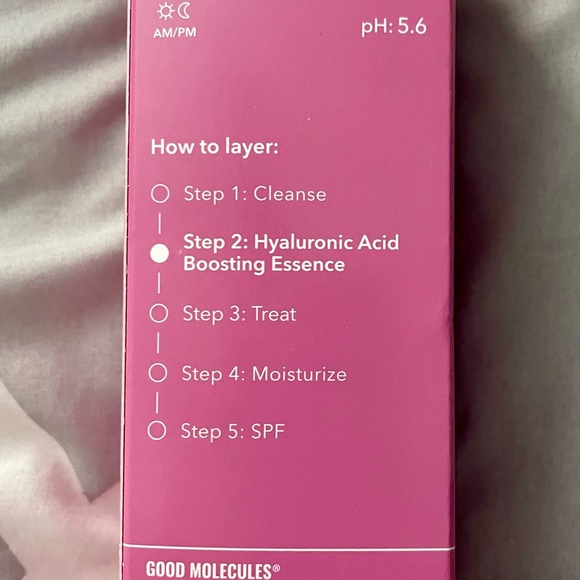 AM/PM
pH: 5.6
How to layer:
Step 1: Cleanse
Step 2: Hyaluronic Acid
Boosting Essence
Step 3: Treat
Step 4: Moisturize
Step 5: SPF
GOOD MOLECULES®